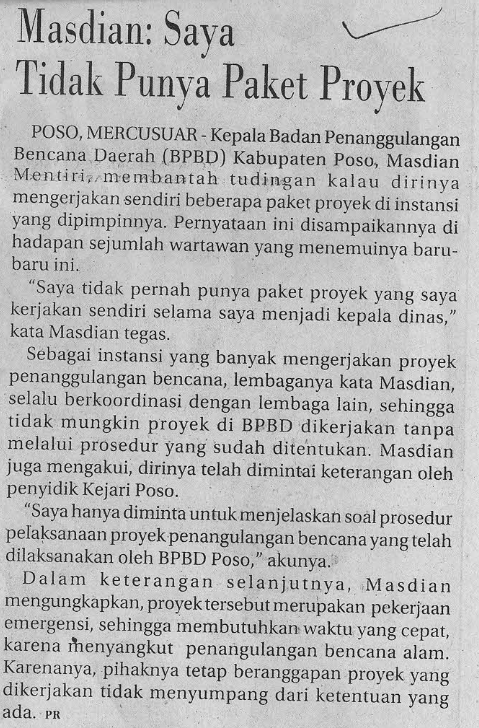 Masdian: Saya
Tidak Punya Paket Proyek
POSO, MERCUSUAR - Kepala Badan Penanggulangan
Bencana Daerah (BPBD) Kabupaten Poso, Masdian
Mentiri, membantah tudingan kalau dirinya
mengerjakan sendiri beberapa paket proyek di instansi
yang dipimpinnya. Pernyataan ini disampaikannya di
hadapan sejumlah wartawan yang menemuinya baru-
baru ini.
“Saya tidak pernah punya paket proyek yang saya
kerjakan sendiri selama saya menjadi kepala dinas,”
kata Masdian tegas.
Sebagai instansi yang banyak mengerjakan proyek
penanggulangan bencana, lembaganya kata Masdian,
selalu berkoordinasi dengan lembaga lain, sehingga
tidak mungkin proyek di BPBD dikerjakan tanpa
melalui prosedur yang sudah ditentukan. Masdian
juga mengakui, dirinya telah dimintai keterangan oleh
penyidik Kejari Poso.
“Saya hanya diminta untuk menjelaskan soal prosedur
pelaksanaan proyek penangulangan bencana yang telah
dilaksanakan oleh BPBD Poso,” akunya.
Dalam keterangan selanjutnya, Masdian
mengungkapkan, proyek tersebut merupakan pekerjaan
emergensi, sehingga membutuhkan waktu yang cepat,
karena menyangkut penangulangan bencana alam.
Karenanya, pihaknya tetap beranggapan proyek yang
dikerjakan tidak menyumpang dari ketentuan yang
ada. PR